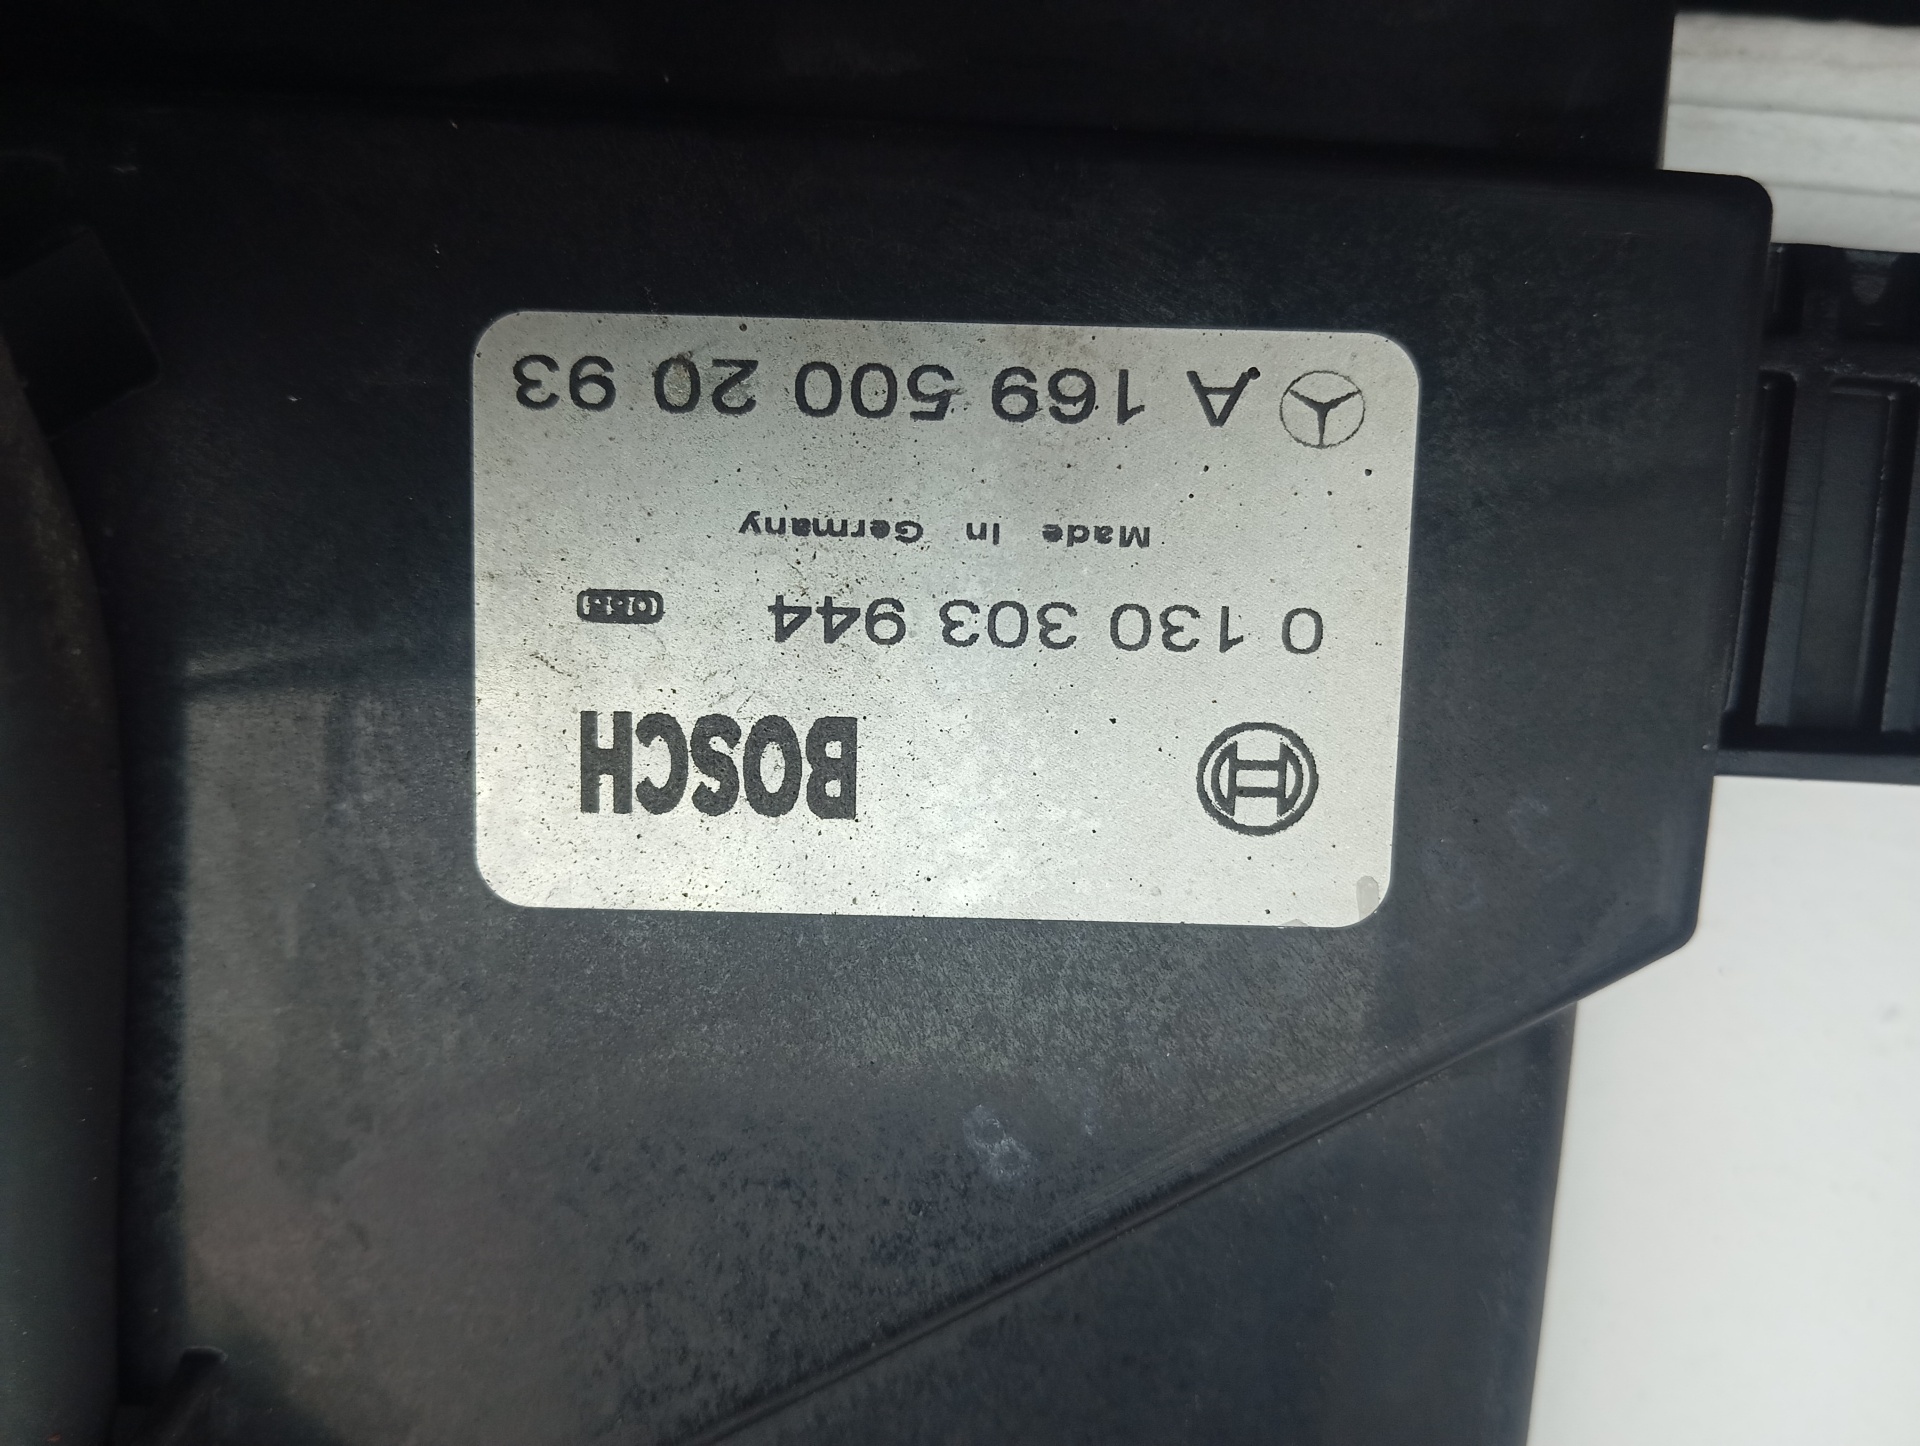 BOSCH
0 130 303 944
Made In Germany
A 169 500 20 93